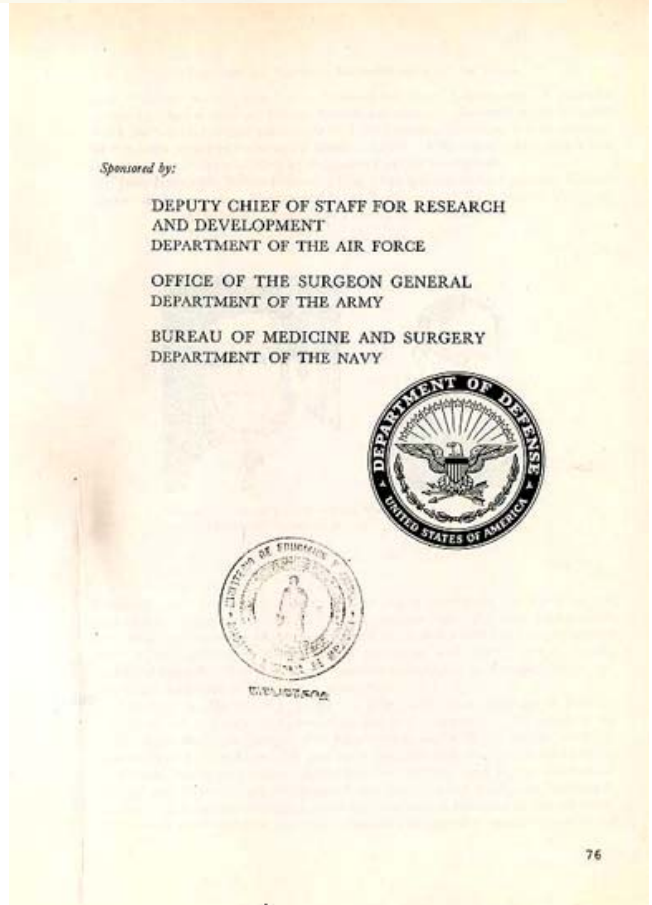 Sponsored by:
DEPUTY CHIEF OF STAFF FOR RESEARCH
AND DEVELOPMENT
DEPARTMENT OF THE AIR FORCE
OFFICE OF THE SURGEON GENERAL
DEPARTMENT OF THE ARMY
BUREAU OF MEDICINE AND SURGERY
DEPARTMENT OF THE NAVY
DEPARTMENT OF DEFENSE
UNITED STATES OF AMERICA
DE
BIBLIOTECA
76